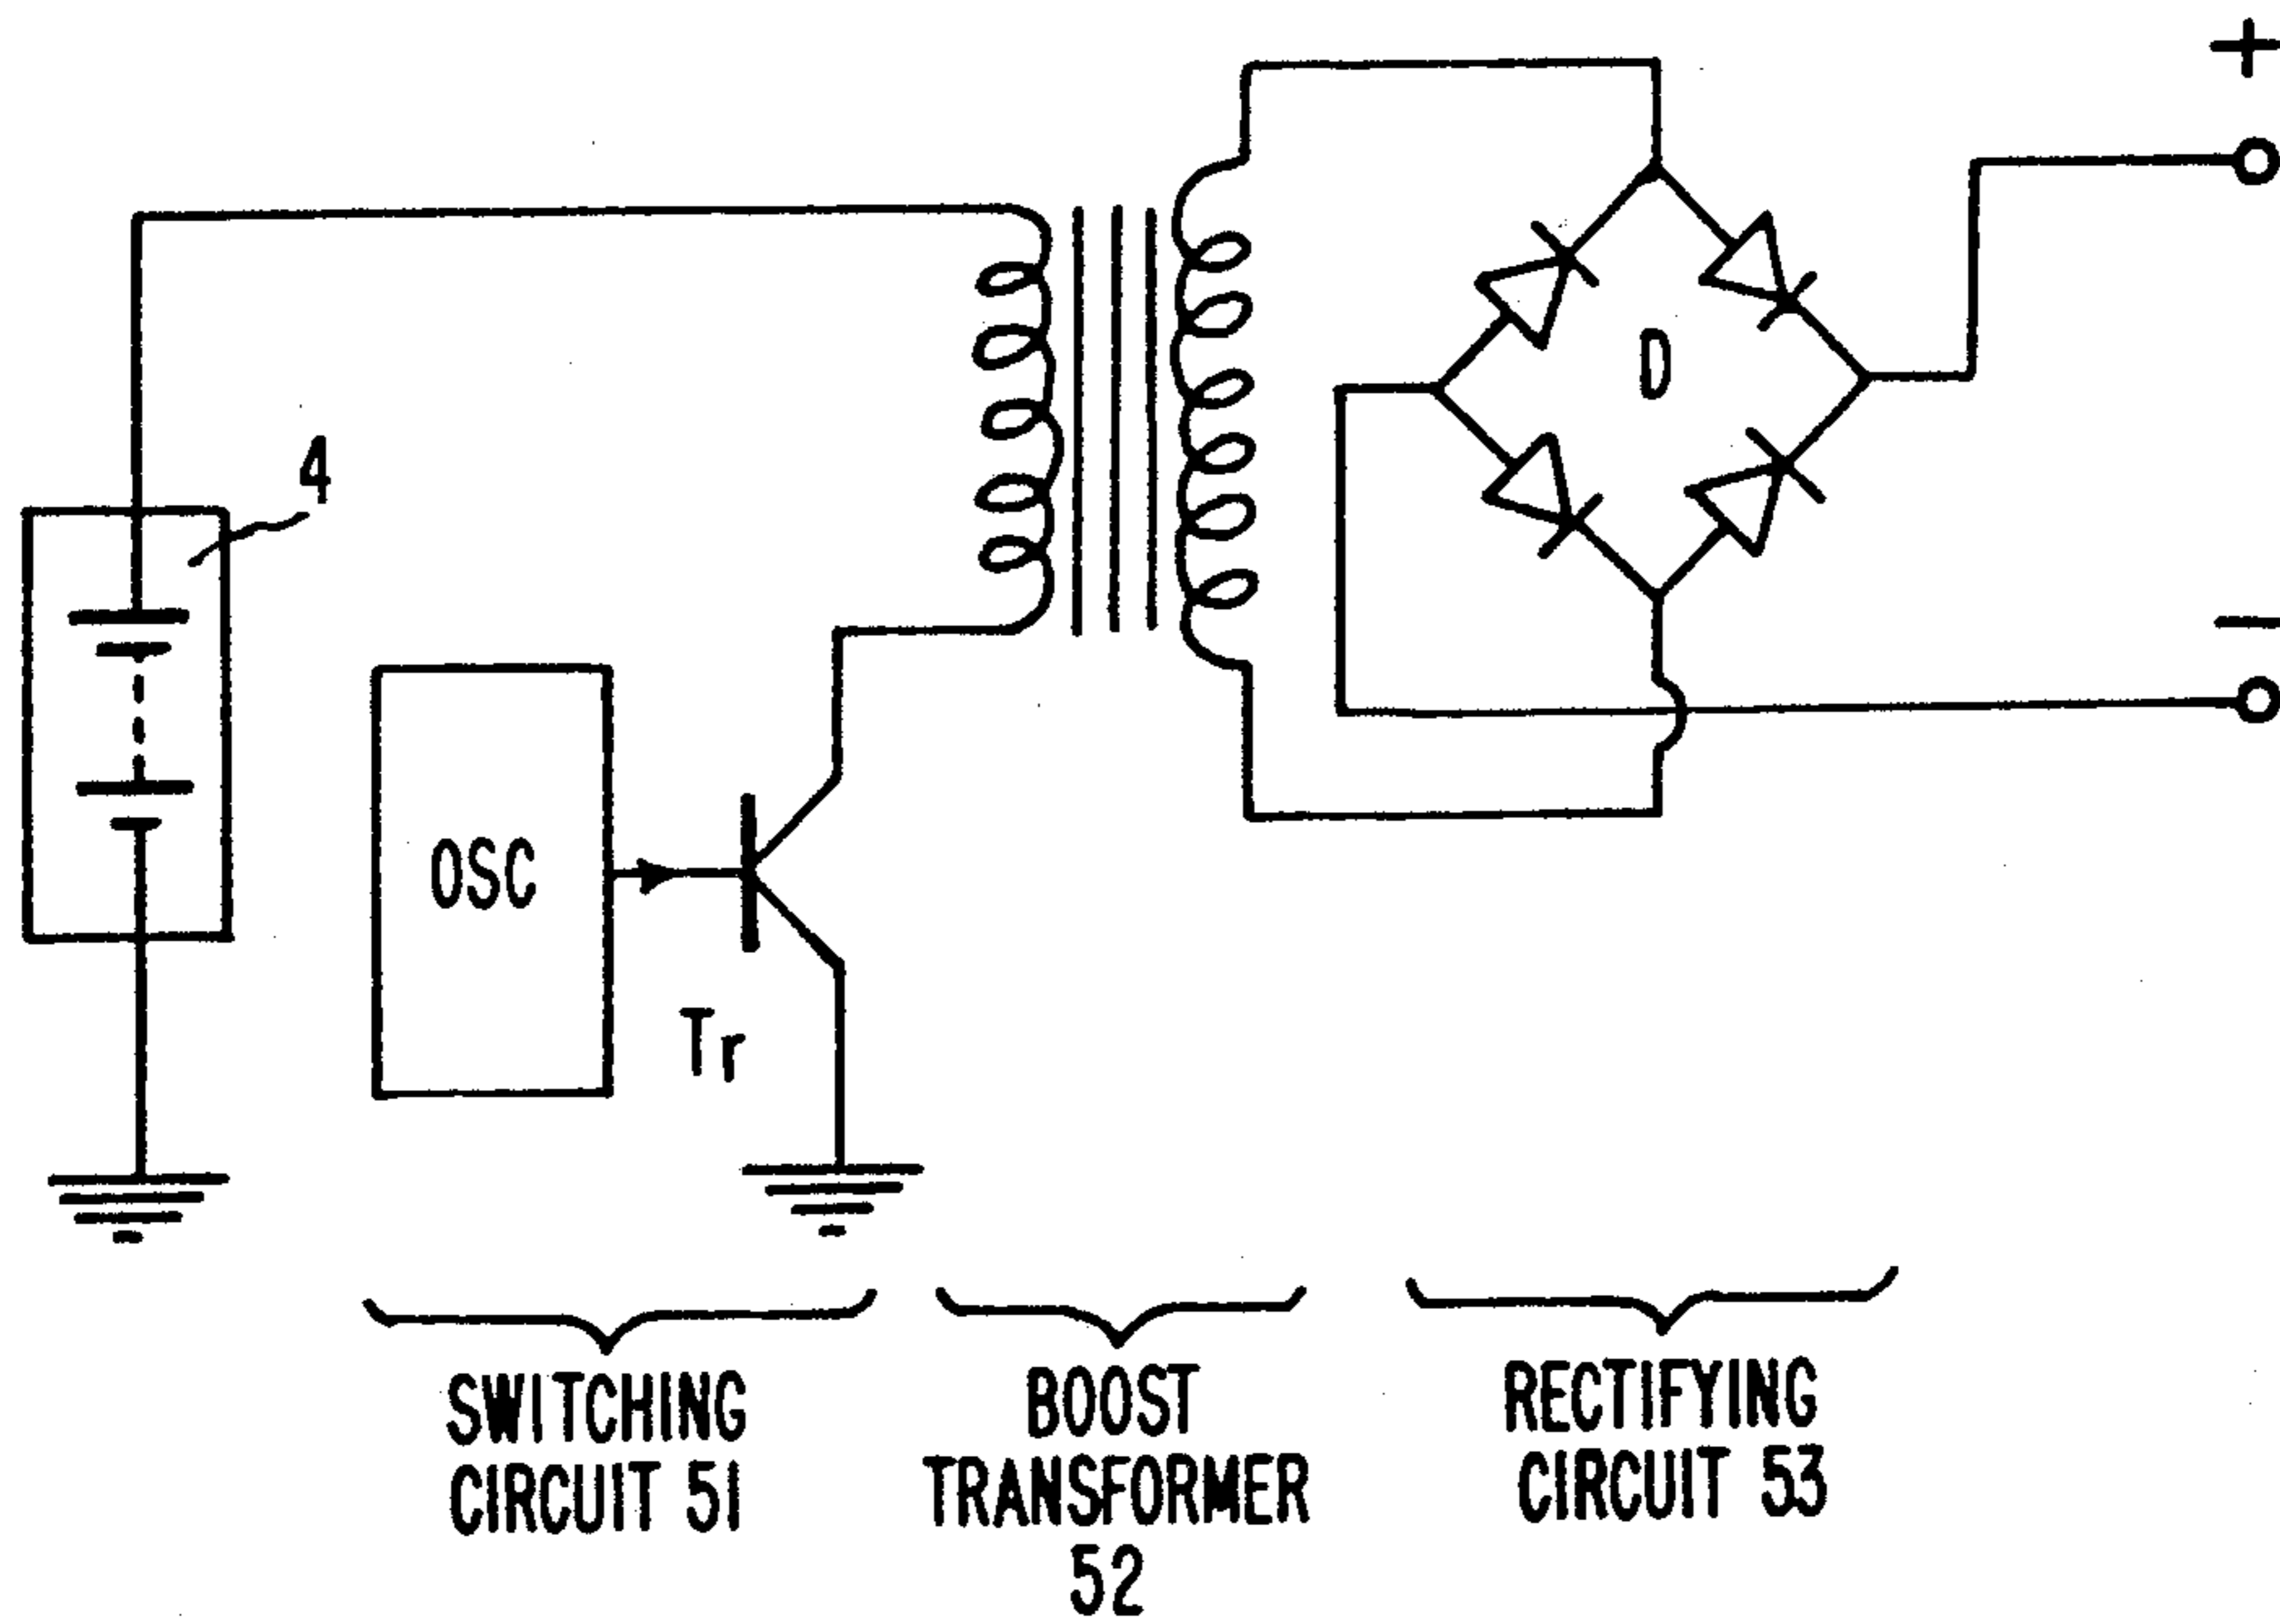 +
4
D
−
OSC
Tr
SWITCHING
CIRCUIT 51
BOOST
TRANSFORMER
52
RECTIFYING
CIRCUIT 53